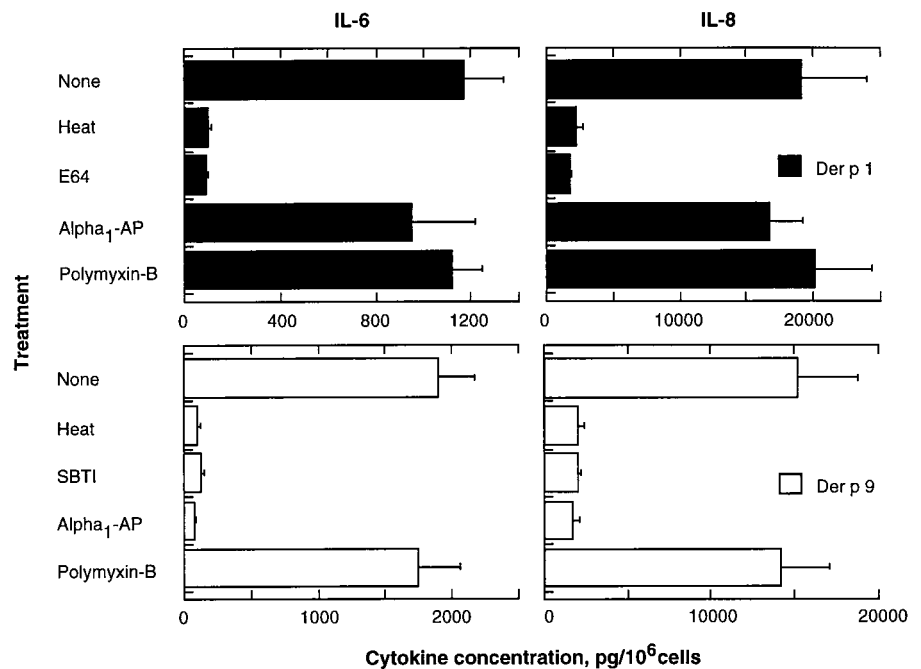 IL-6
IL-8
None
Heat
E64
Alpha1-AP
Polymyxin-B
Der p 1
0 400 800 1200
0 10000 20000
Treatment
None
Heat
SBTI
Alpha1-AP
Polymyxin-B
Der p 9
0 1000 2000
0 10000 20000
Cytokine concentration, pg/10⁶cells